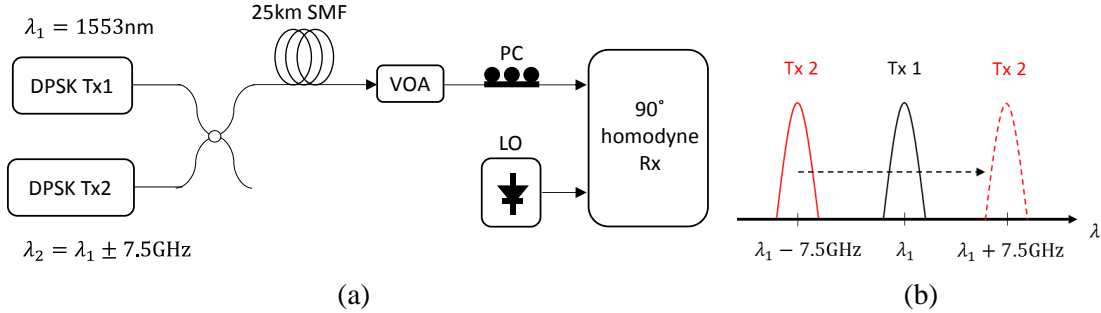 25km SMF
λ₁ = 1553nm
DPSK Tx1
VOA
PC
90˚
homodyne
Rx
LO
DPSK Tx2
λ₂ = λ₁ ± 7.5GHz
(a)
Tx 2
Tx 1
Tx 2
λ
λ₁ − 7.5GHz
λ₁
λ₁ + 7.5GHz
(b)